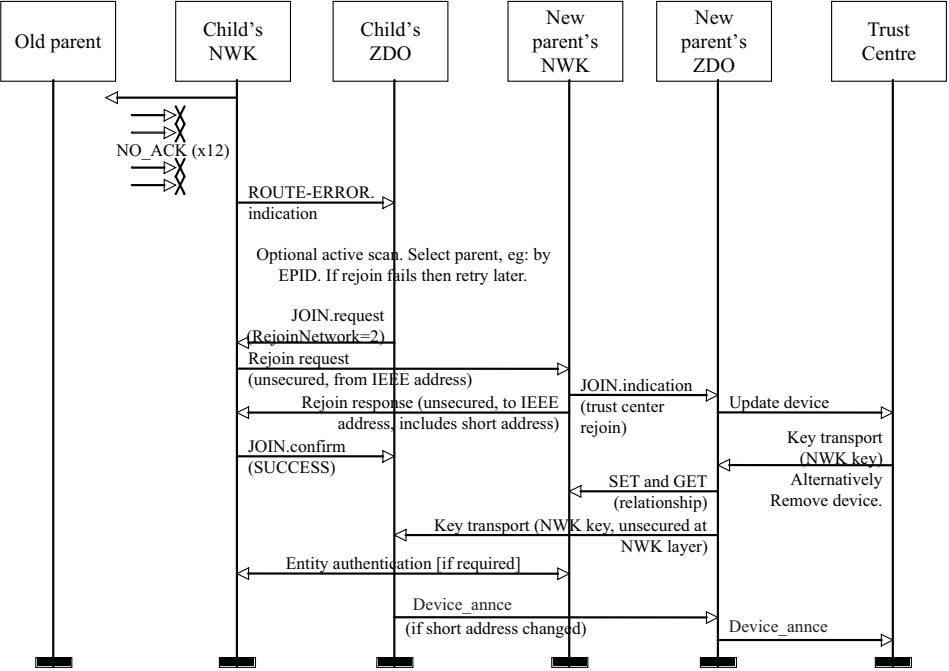 Old parent
Child's
NWK
Child's
ZDO
New
parent's
NWK
New
parent's
ZDO
Trust
Centre
NO_ACK (x12)
ROUTE-ERROR.
indication
Optional active scan. Select parent, eg: by
EPID. If rejoin fails then retry later.
JOIN.request
(RejoinNetwork=2)
Rejoin request
(unsecured, from IEEE address)
JOIN.indication
(trust center
rejoin)
Rejoin response (unsecured, to IEEE
address, includes short address)
Update device
JOIN.confirm
(SUCCESS)
Key transport
(NWK key)
Alternatively
Remove device.
SET and GET
(relationship)
Key transport (NWK key, unsecured at
NWK layer)
Entity authentication [if required]
Device_annce
(if short address changed)
Device_annce